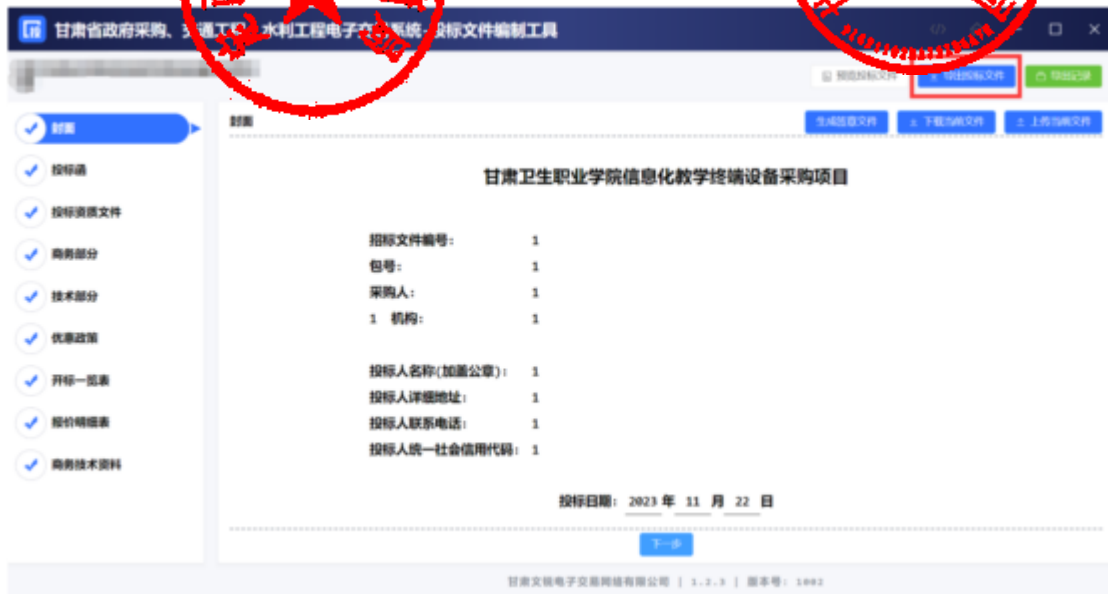 甘肃省政府采购、交通工程、水利工程电子交易系统-投标文件编制工具
预览投标文件 导出投标文件 导出记录
封面
封面 生成签章文件 下载当前文件 上传当前文件
投标函
投标资质文件
商务部分
技术部分
优惠政策
开标一览表
报价明细表
商务技术资料
甘肃卫生职业学院信息化教学终端设备采购项目
招标文件编号: 1
包号: 1
采购人: 1
1 机构: 1
投标人名称(加盖公章): 1
投标人详细地址: 1
投标人联系电话: 1
投标人统一社会信用代码: 1
投标日期: 2023 年 11 月 22 日
下一步
甘肃文锐电子交易网络有限公司 | 1.2.3 | 版本号: 1002